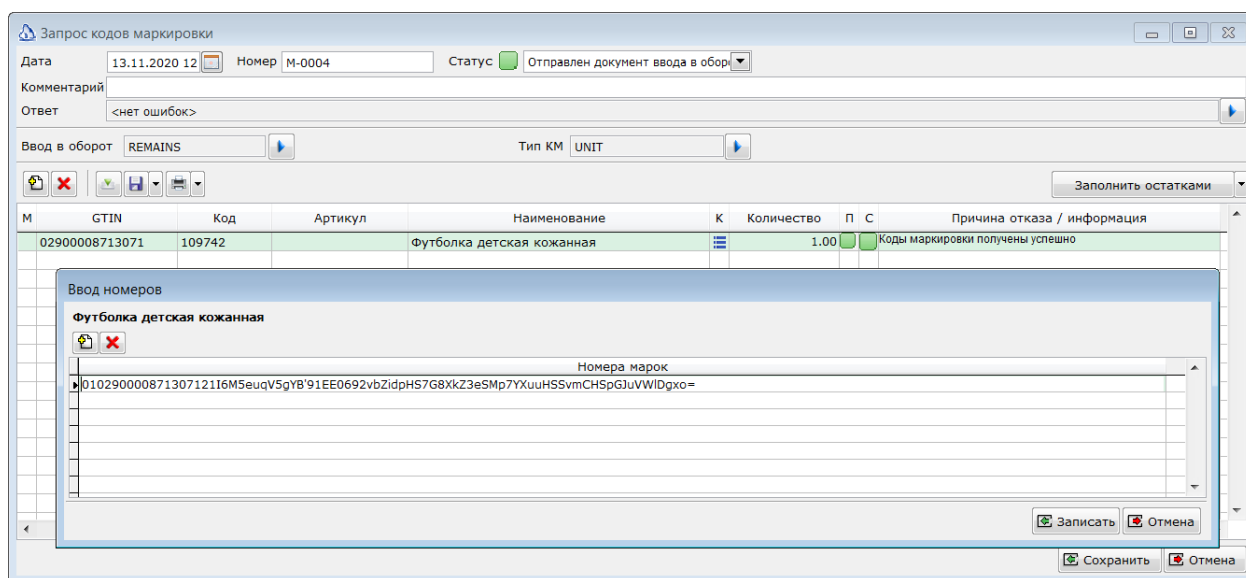 Запрос кодов маркировки
Дата 13.11.2020 12 Номер М-0004 Статус Отправлен документ ввода в обор
Комментарий
Ответ <нет ошибок>
Ввод в оборот REMAINS Тип КМ UNIT
Заполнить остатками
М GTIN Код Артикул Наименование К Количество П С Причина отказа / информация
02900008713071 109742 Футболка детская кожанная 1.00 Коды маркировки получены успешно
Ввод номеров
Футболка детская кожанная
Номера марок
010290000871307121I6M5euqV5gYB'91EE0692vbZidpHS7G8XkZ3eSMp7YXuuHSSvmCHSpGJuVWlDgxo=
Записать Отмена
Сохранить Отмена